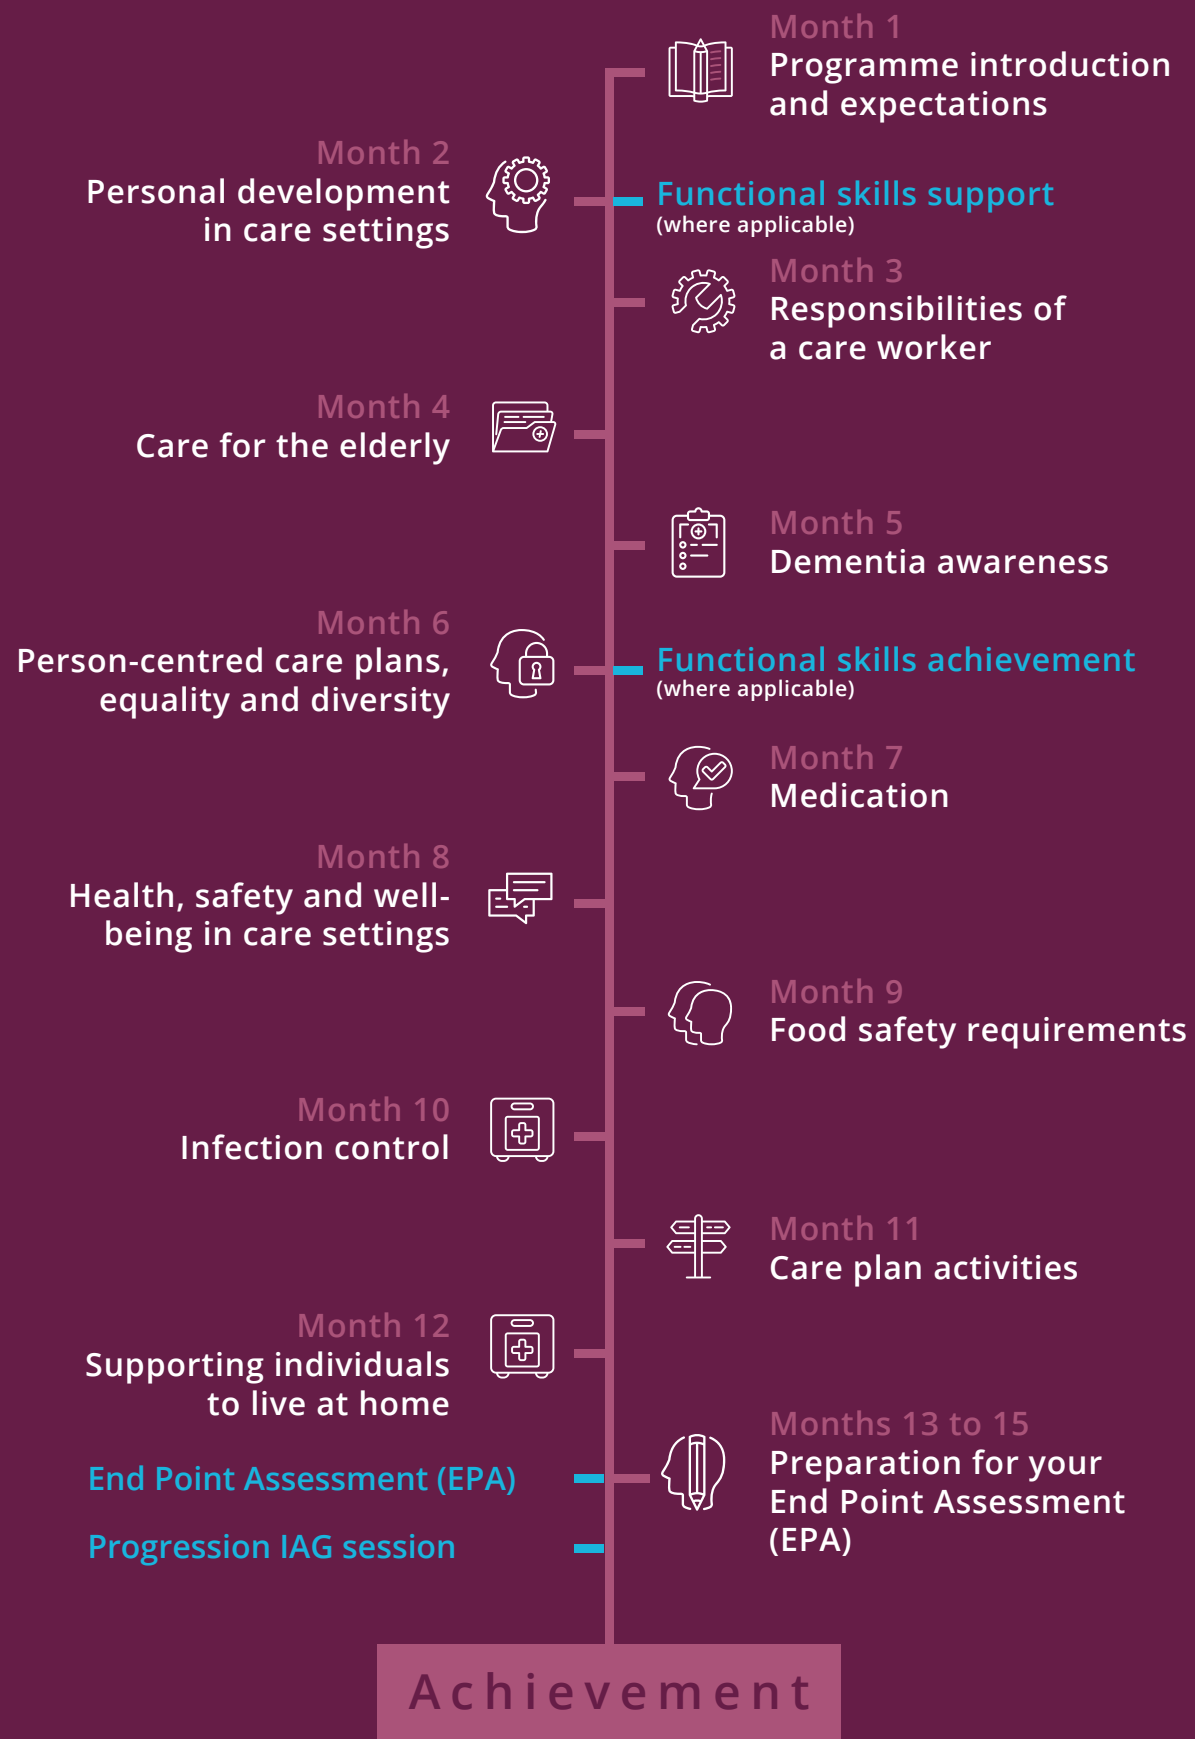 Month 1
Programme introduction
and expectations
Month 2
Personal development
in care settings
Functional skills support
(where applicable)
Month 3
Responsibilities of
a care worker
Month 4
Care for the elderly
Month 5
Dementia awareness
Month 6
Person-centred care plans,
equality and diversity
Functional skills achievement
(where applicable)
Month 7
Medication
Month 8
Health, safety and well-
being in care settings
Month 9
Food safety requirements
Month 10
Infection control
Month 11
Care plan activities
Month 12
Supporting individuals
to live at home
Months 13 to 15
Preparation for your
End Point Assessment
(EPA)
End Point Assessment (EPA)
Progression IAG session
Achievement